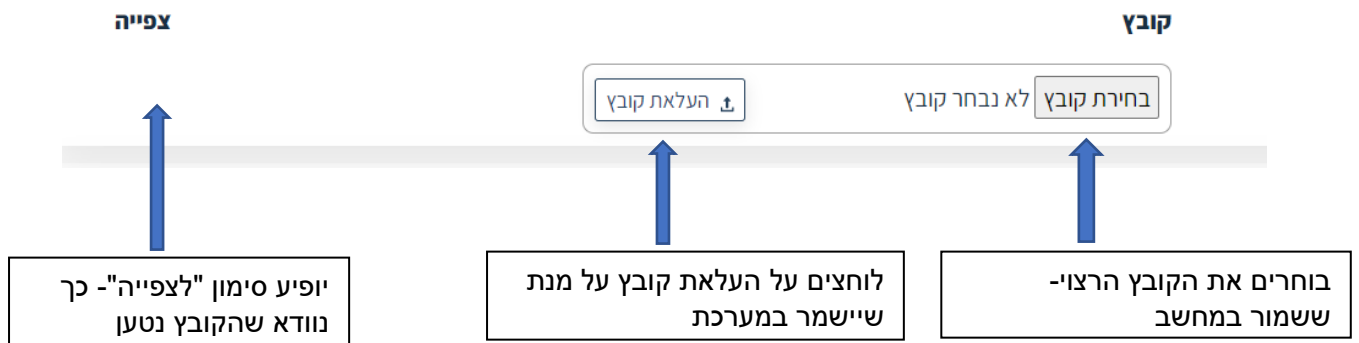 קובץ
צפייה
בחירת קובץ לא נבחר קובץ
העלאת קובץ
בוחרים את הקובץ הרצוי-
ששמור במחשב
לוחצים על העלאת קובץ על מנת
שיישמר במערכת
יופיע סימון "לצפייה"- כך
נוודא שהקובץ נטען